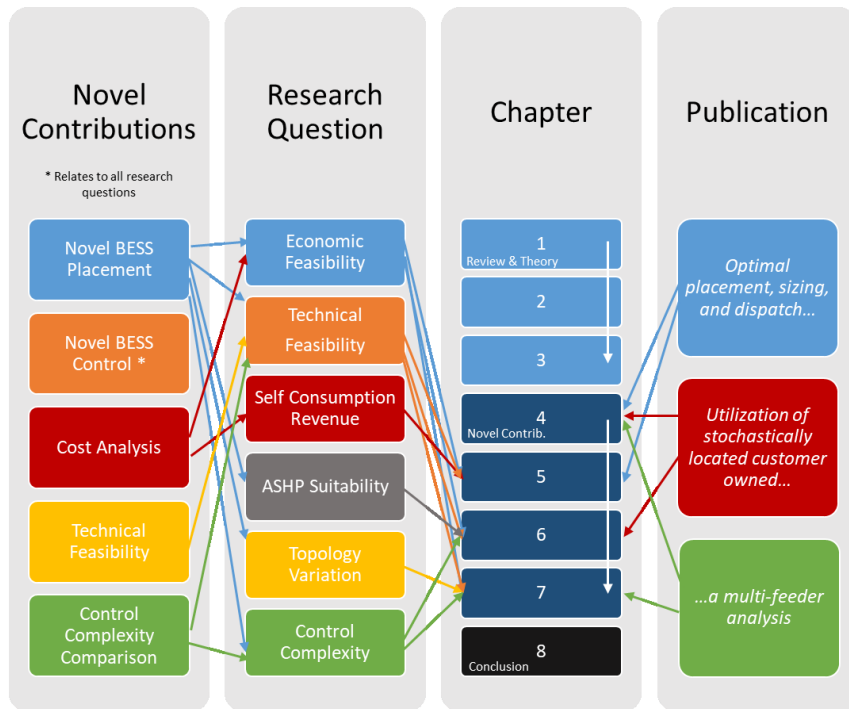 Novel
Contributions
* Relates to all research
questions
Novel BESS
Placement
Novel BESS
Control *
Cost Analysis
Technical
Feasibility
Control
Complexity
Comparison
Research
Question
Economic
Feasibility
Technical
Feasibility
Self Consumption
Revenue
ASHP Suitability
Topology
Variation
Control
Complexity
Chapter
1
Review & Theory
2
3
4
Novel Contrib.
5
6
7
8
Conclusion
Publication
Optimal
placement, sizing,
and dispatch...
Utilization of
stochastically
located customer
owned...
...a multi-feeder
analysis